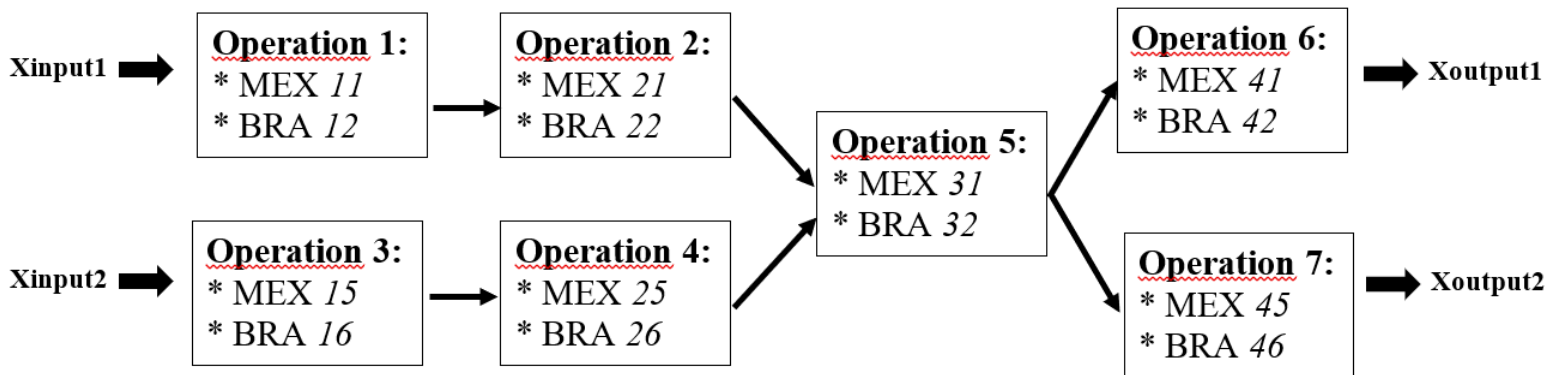 Xinput1
Operation 1:
* MEX 11
* BRA 12
Operation 2:
* MEX 21
* BRA 22
Xinput2
Operation 3:
* MEX 15
* BRA 16
Operation 4:
* MEX 25
* BRA 26
Operation 5:
* MEX 31
* BRA 32
Operation 6:
* MEX 41
* BRA 42
Xoutput1
Operation 7:
* MEX 45
* BRA 46
Xoutput2